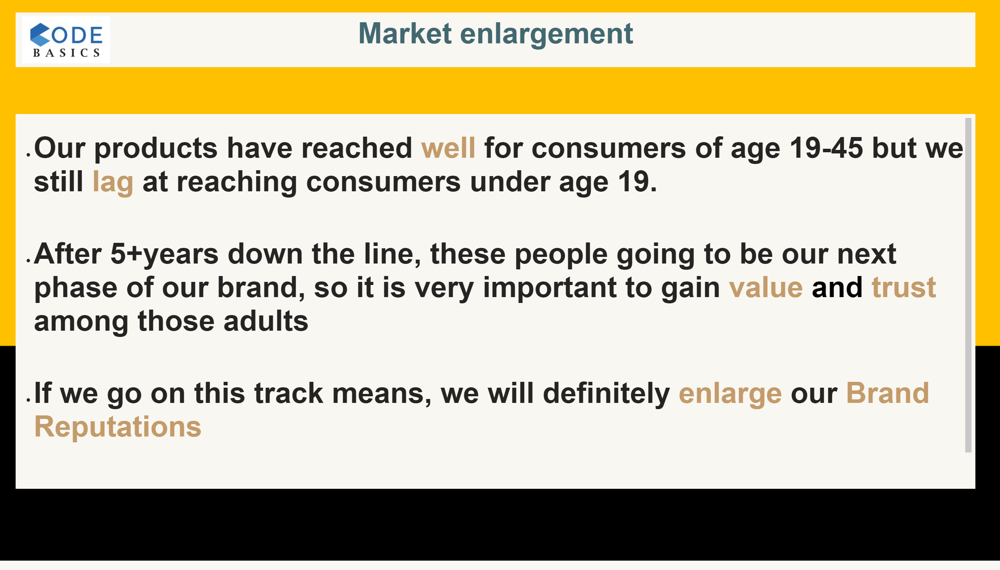 CODE
BASICS
Market enlargement
.Our products have reached well for consumers of age 19-45 but we
still lag at reaching consumers under age 19.
.After 5+years down the line, these people going to be our next
phase of our brand, so it is very important to gain value and trust
among those adults
.If we go on this track means, we will definitely enlarge our Brand
Reputations